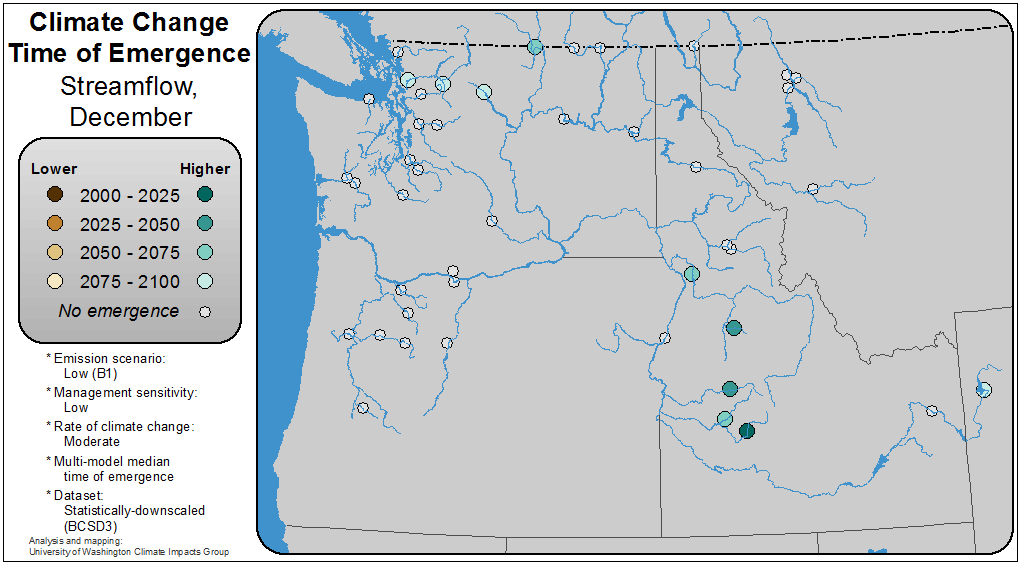 Climate Change
Time of Emergence
Streamflow,
December
Lower Higher
2000 - 2025
2025 - 2050
2050 - 2075
2075 - 2100
No emergence
* Emission scenario:
Low (B1)
* Management sensitivity:
Low
* Rate of climate change:
Moderate
* Multi-model median
time of emergence
* Dataset:
Statistically-downscaled
(BCSD3)
Analysis and mapping:
University of Washington Climate Impacts Group